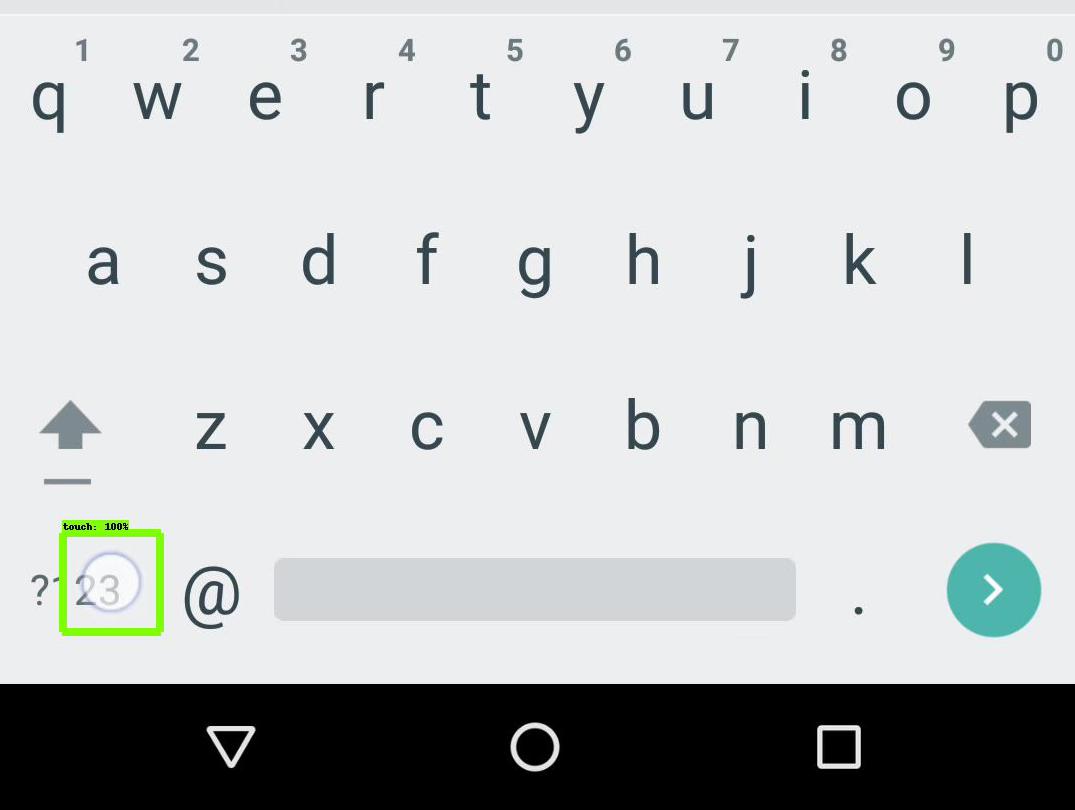 1 2 3 4 5 6 7 8 9 0
q w e r t y u i o p
a s d f g h j k l
z x c v b n m
touch: 100%
?123 @ .